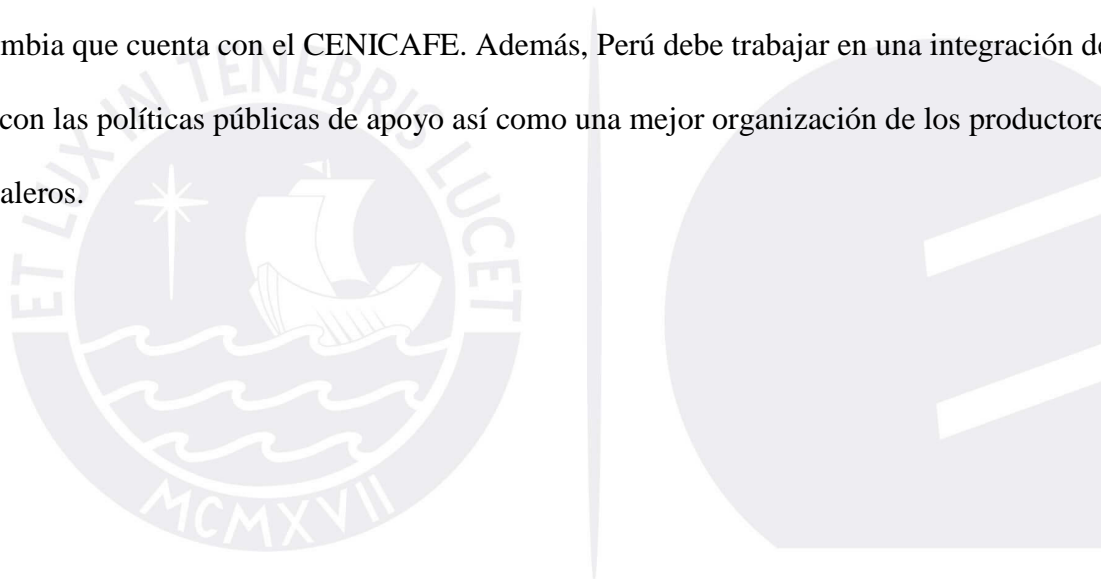 mbia que cuenta con el CENICAFE. Además, Perú debe trabajar en una integración de
con las políticas públicas de apoyo así como una mejor organización de los productore
aleros.
ET LUX IN TENEBRIS LUCET
MCMXVII